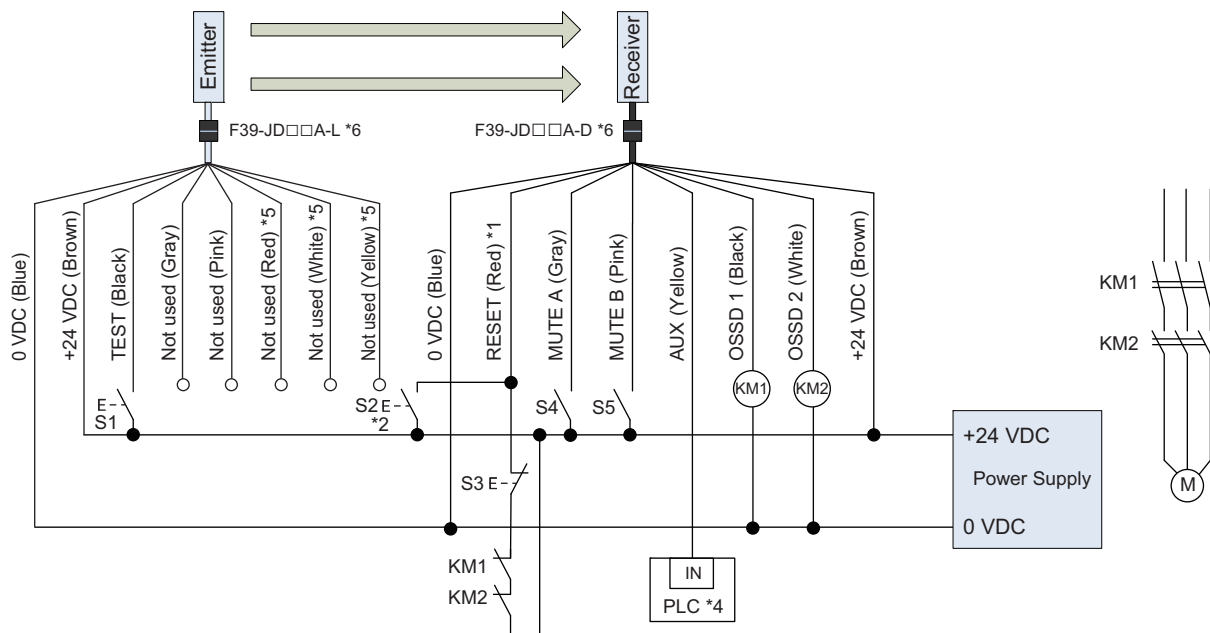 Emitter
Receiver
F39-JD□□A-L *6
F39-JD□□A-D *6
0 VDC (Blue)
+24 VDC (Brown)
TEST (Black)
Not used (Gray)
Not used (Pink)
Not used (Red) *5
Not used (White) *5
Not used (Yellow) *5
0 VDC (Blue)
RESET (Red) *1
MUTE A (Gray)
MUTE B (Pink)
AUX (Yellow)
OSSD 1 (Black)
OSSD 2 (White)
+24 VDC (Brown)
KM1
KM2
M
E
S1
S2 E
*2
S4
S5
KM1
KM2
S3 E
+24 VDC
Power Supply
0 VDC
KM1
KM2
IN
PLC *4